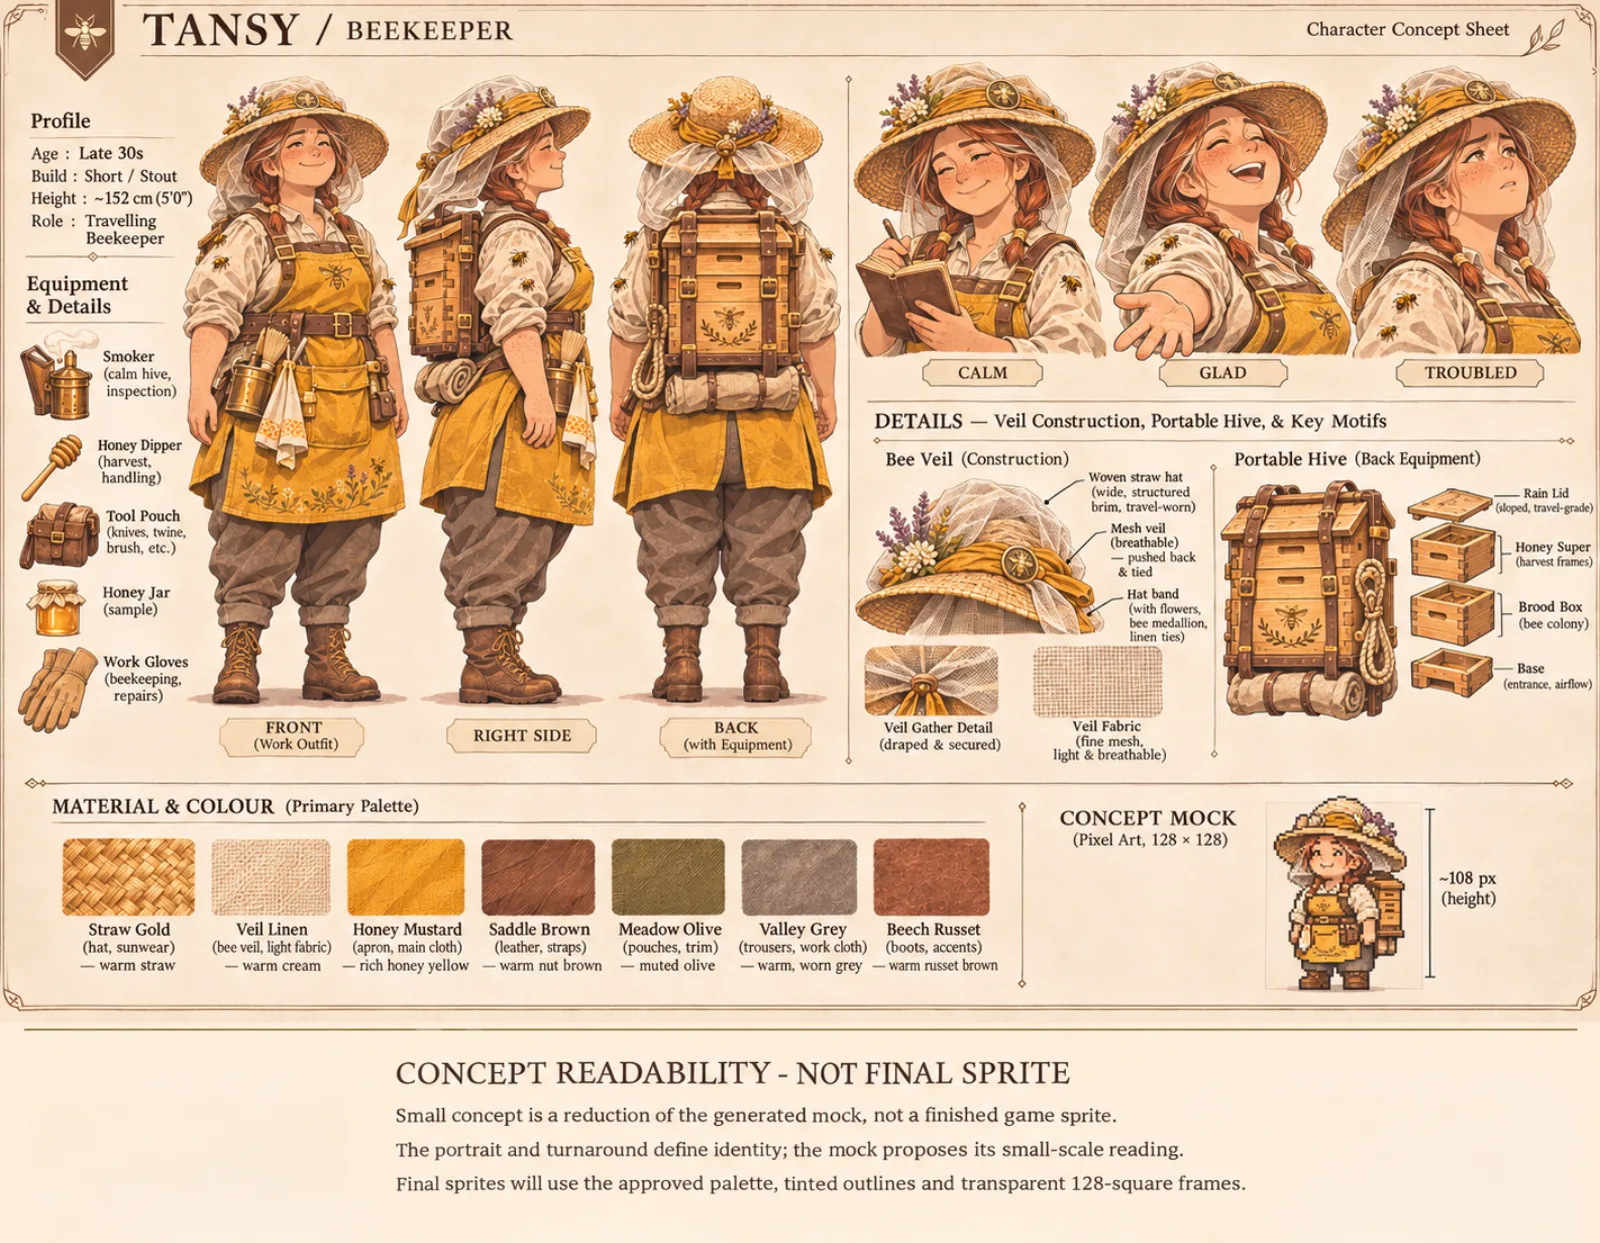 TANSY / BEEKEEPER
Character Concept Sheet
Profile
Age : Late 30s
Build : Short / Stout
Height : ~152 cm (5'0")
Role : Travelling
Beekeeper
Equipment
& Details
Smoker
(calm hive,
inspection)
Honey Dipper
(harvest,
handling)
Tool Pouch
(knives, twine,
brush, etc.)
Honey Jar
(sample)
Work Gloves
(beekeeping,
repairs)
FRONT
(Work Outfit)
RIGHT SIDE
BACK
(with Equipment)
CALM
GLAD
TROUBLED
DETAILS — Veil Construction, Portable Hive, & Key Motifs
Bee Veil (Construction)
Woven straw hat
(wide, structured
brim, travel-worn)
Mesh veil
(breathable)
— pushed back
& tied
Hat band
(with flowers,
bee medallion,
linen ties)
Veil Gather Detail
(draped & secured)
Veil Fabric
(fine mesh,
light & breathable)
Portable Hive (Back Equipment)
Rain Lid
(sloped, travel-grade)
Honey Super
(harvest frames)
Brood Box
(bee colony)
Base
(entrance, airflow)
MATERIAL & COLOUR (Primary Palette)
Straw Gold
(hat, sunwear)
— warm straw
Veil Linen
(bee veil, light fabric)
— warm cream
Honey Mustard
(apron, main cloth)
— rich honey yellow
Saddle Brown
(leather, straps)
— warm nut brown
Meadow Olive
(pouches, trim)
— muted olive
Valley Grey
(trousers, work cloth)
— warm, worn grey
Beech Russet
(boots, accents)
— warm russet brown
CONCEPT MOCK
(Pixel Art, 128 × 128)
~108 px
(height)
CONCEPT READABILITY - NOT FINAL SPRITE
Small concept is a reduction of the generated mock, not a finished game sprite.
The portrait and turnaround define identity; the mock proposes its small-scale reading.
Final sprites will use the approved palette, tinted outlines and transparent 128-square frames.